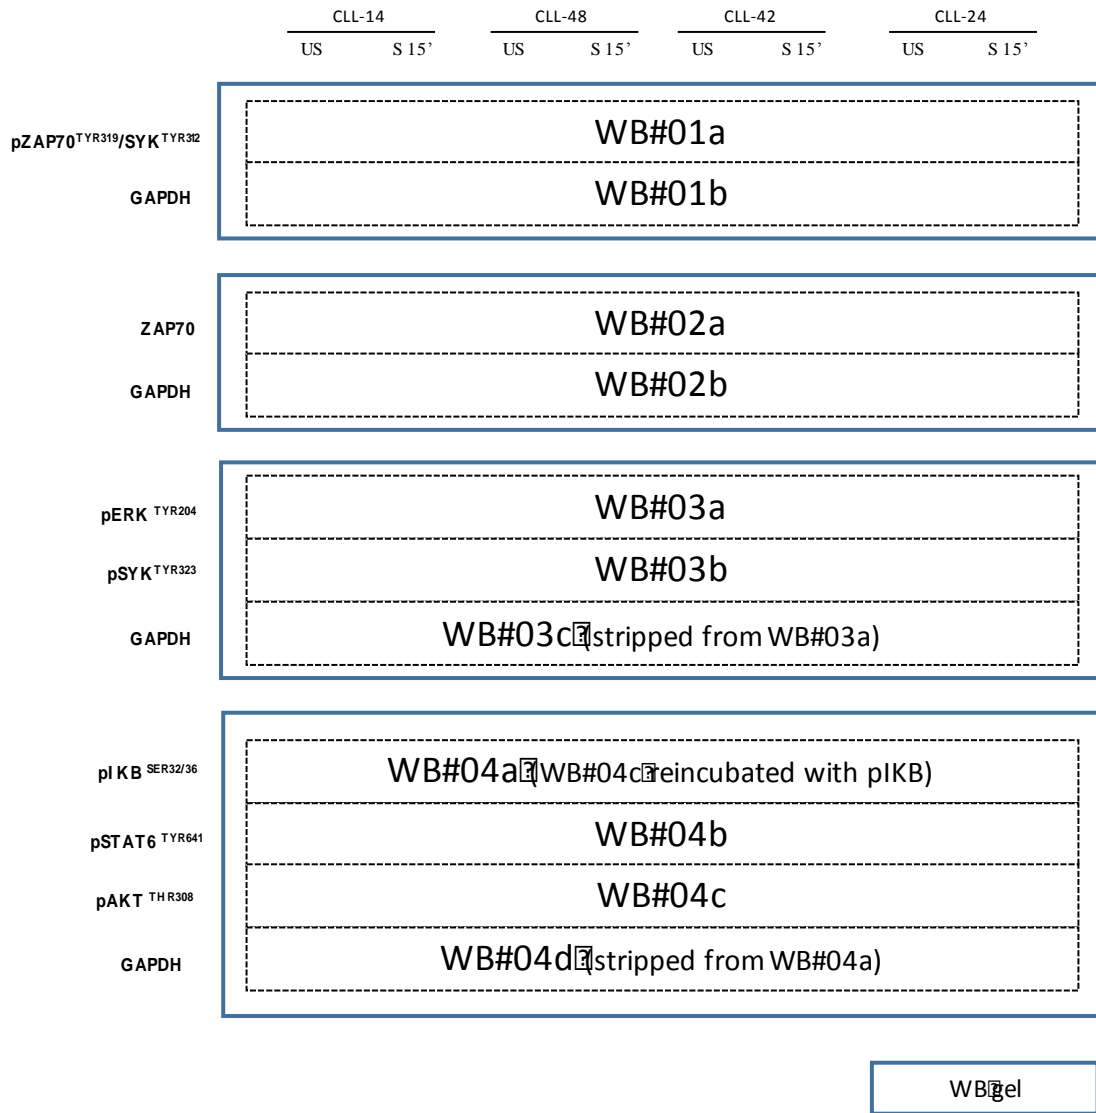 CLL-14 CLL-48 CLL-42 CLL-24
US S 15’ US S 15’ US S 15’ US S 15’
pZAP70TYR319/SYKTYR312 WB#01a
GAPDH WB#01b
ZAP70 WB#02a
GAPDH WB#02b
pERK TYR204 WB#03a
pSYKTYR323 WB#03b
GAPDH WB#03c (stripped from WB#03a)
pIKB SER32/36 WB#04a (WB#04c reincubated with pIKB)
pSTAT6 TYR641 WB#04b
pAKT THR308 WB#04c
GAPDH WB#04d (stripped from WB#04a)
WB gel